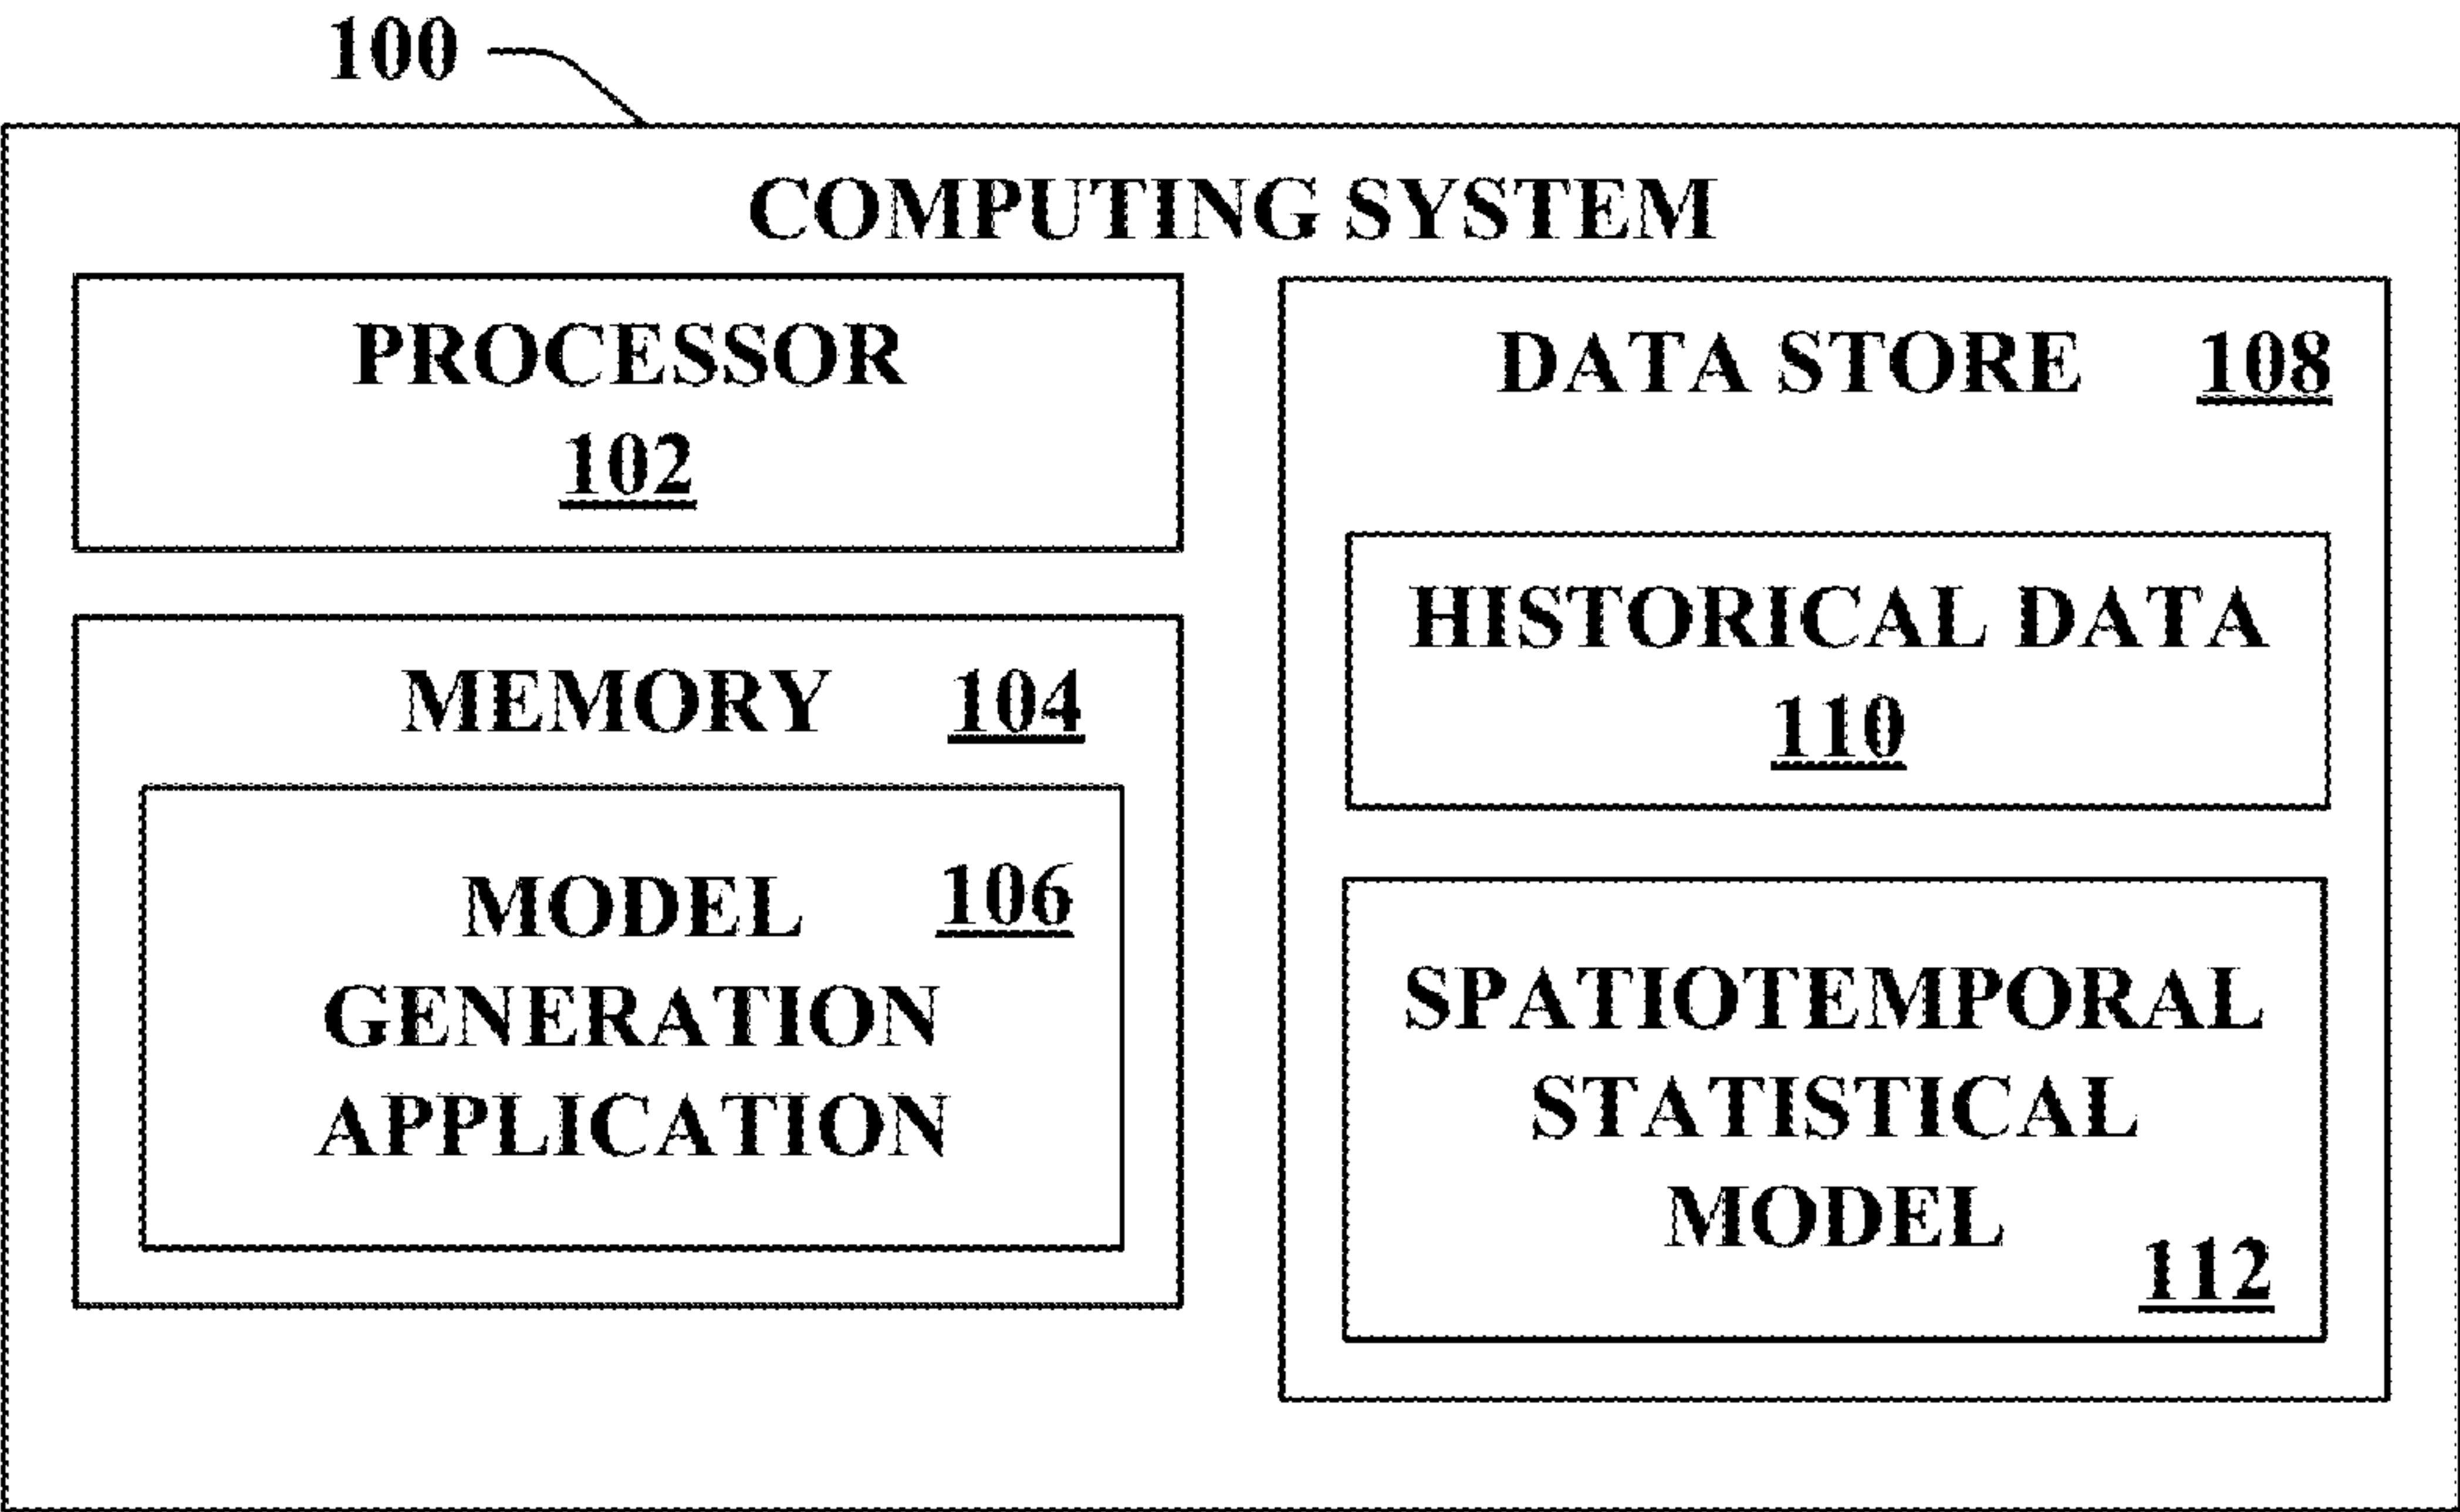 100
COMPUTING SYSTEM
PROCESSOR
102
MEMORY 104
MODEL 106
GENERATION
APPLICATION
DATA STORE 108
HISTORICAL DATA
110
SPATIOTEMPORAL
STATISTICAL
MODEL
112